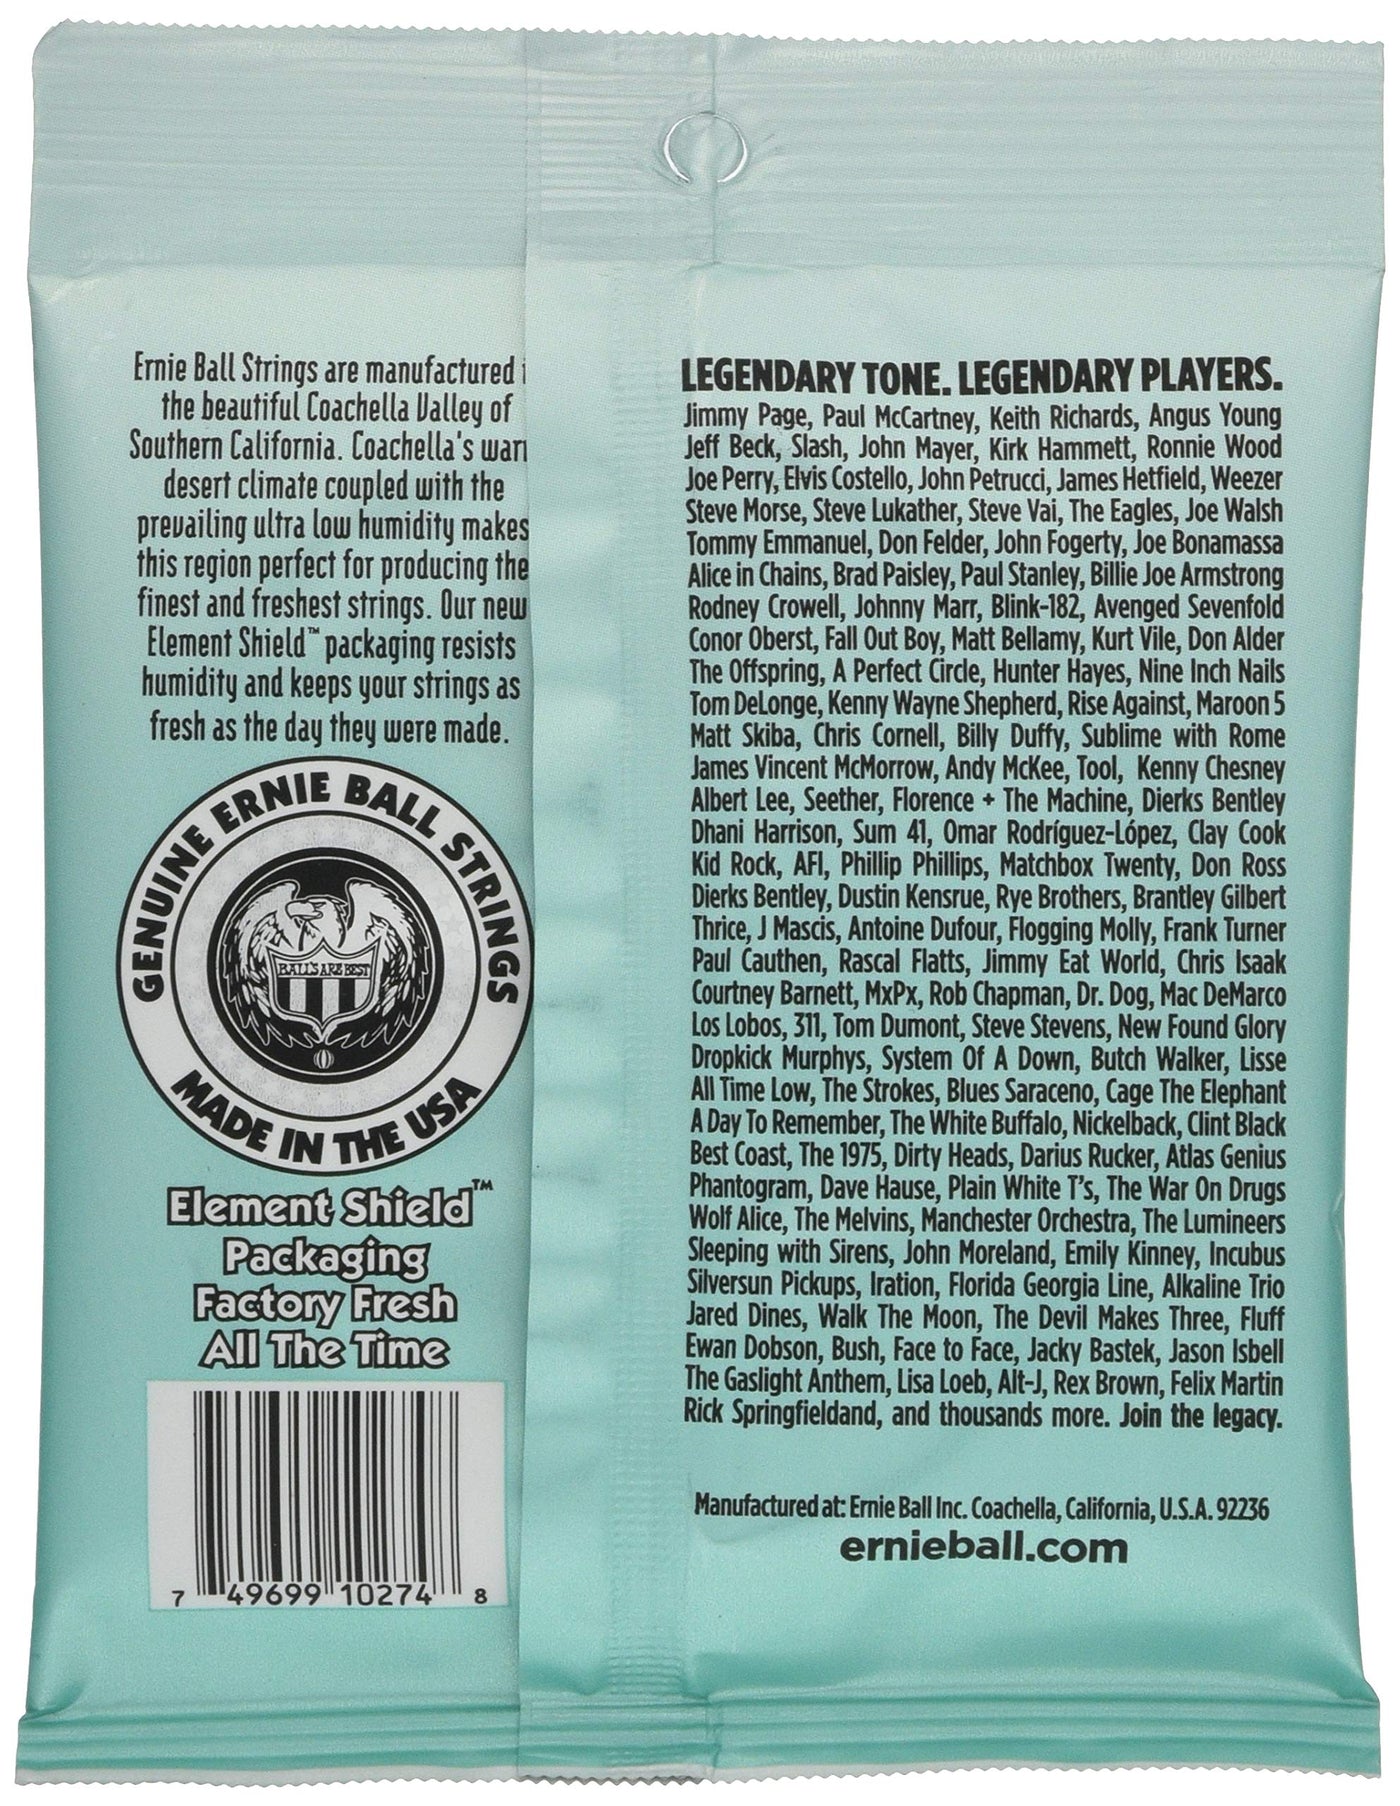 Ernie Ball Strings are manufactured
the beautiful Coachella Valley of
Southern California. Coachella's
desert climate coupled with the
prevailing ultra low humidity makes
this region perfect for producing the
finest and freshest strings. Our new
Element Shield™ packaging resists
humidity and keeps your strings as
fresh as the day they were made.
GENUINE ERNIE BALL STRINGS
BALL'S ARE BEST
MADE IN THE USA
Element Shield™
Packaging
Factory Fresh
All The Time
7 49699 10274 8
LEGENDARY TONE. LEGENDARY PLAYERS.
Jimmy Page, Paul McCartney, Keith Richards, Angus Young
Jeff Beck, Slash, John Mayer, Kirk Hammett, Ronnie Wood
Joe Perry, Elvis Costello, John Petrucci, James Hetfield, Weezer
Steve Morse, Steve Lukather, Steve Vai, The Eagles, Joe Walsh
Tommy Emmanuel, Don Felder, John Fogerty, Joe Bonamassa
Alice in Chains, Brad Paisley, Paul Stanley, Billie Joe Armstrong
Rodney Crowell, Johnny Marr, Blink-182, Avenged Sevenfold
Conor Oberst, Fall Out Boy, Matt Bellamy, Kurt Vile, Don Alder
The Offspring, A Perfect Circle, Hunter Hayes, Nine Inch Nails
Tom DeLonge, Kenny Wayne Shepherd, Rise Against, Maroon 5
Matt Skiba, Chris Cornell, Billy Duffy, Sublime with Rome
James Vincent McMorrow, Andy McKee, Tool, Kenny Chesney
Albert Lee, Seether, Florence + The Machine, Dierks Bentley
Dhani Harrison, Sum 41, Omar Rodríguez-López, Clay Cook
Kid Rock, AFI, Phillip Phillips, Matchbox Twenty, Don Ross
Dierks Bentley, Dustin Kensrue, Rye Brothers, Brantley Gilbert
Thrice, J Mascis, Antoine Dufour, Flogging Molly, Frank Turner
Paul Cauthen, Rascal Flatts, Jimmy Eat World, Chris Isaak
Courtney Barnett, MxPx, Rob Chapman, Dr. Dog, Mac DeMarco
Los Lobos, 311, Tom Dumont, Steve Stevens, New Found Glory
Dropkick Murphys, System Of A Down, Butch Walker, Lisse
All Time Low, The Strokes, Blues Saraceno, Cage The Elephant
A Day To Remember, The White Buffalo, Nickelback, Clint Black
Best Coast, The 1975, Dirty Heads, Darius Rucker, Atlas Genius
Phantogram, Dave Hause, Plain White T's, The War On Drugs
Wolf Alice, The Melvins, Manchester Orchestra, The Lumineers
Sleeping with Sirens, John Moreland, Emily Kinney, Incubus
Silversun Pickups, Iration, Florida Georgia Line, Alkaline Trio
Jared Dines, Walk The Moon, The Devil Makes Three, Fluff
Ewan Dobson, Bush, Face to Face, Jacky Bastek, Jason Isbell
The Gaslight Anthem, Lisa Loeb, Alt-J, Rex Brown, Felix Martin
Rick Springfieldand, and thousands more. Join the legacy.
Manufactured at: Ernie Ball Inc. Coachella, California, U.S.A. 92236
ernieball.com